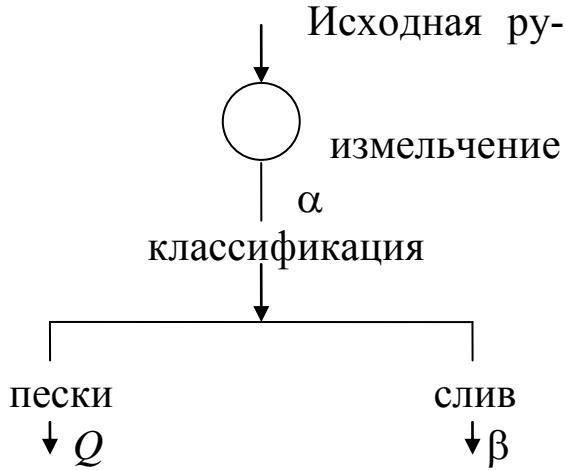 Исходная ру-
измельчение
α
классификация
пески слив
Q β